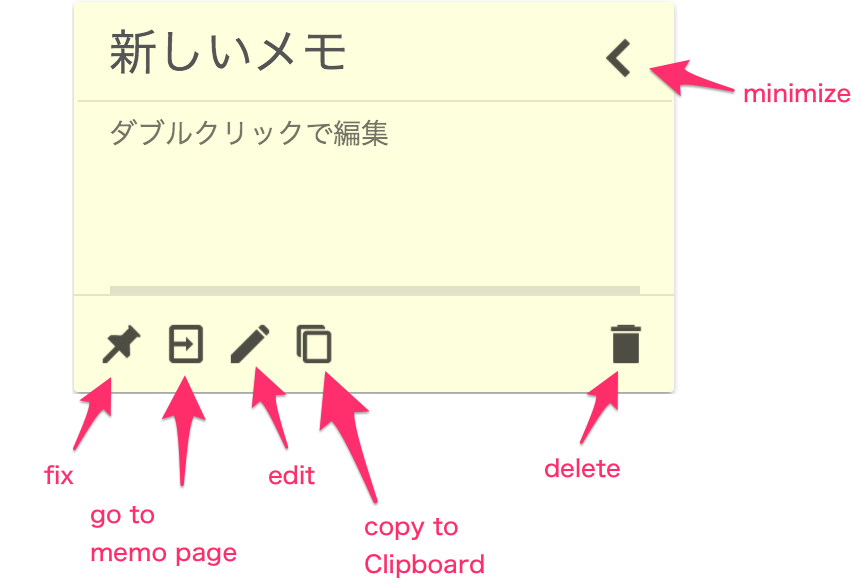 新しいメモ
minimize
ダブルクリックで編集
fix
go to
memo page
edit
copy to
Clipboard
delete